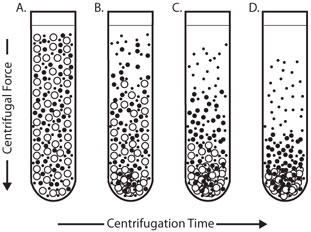 A.
B.
C.
D.
Centrifugal Force
Centrifugation Time